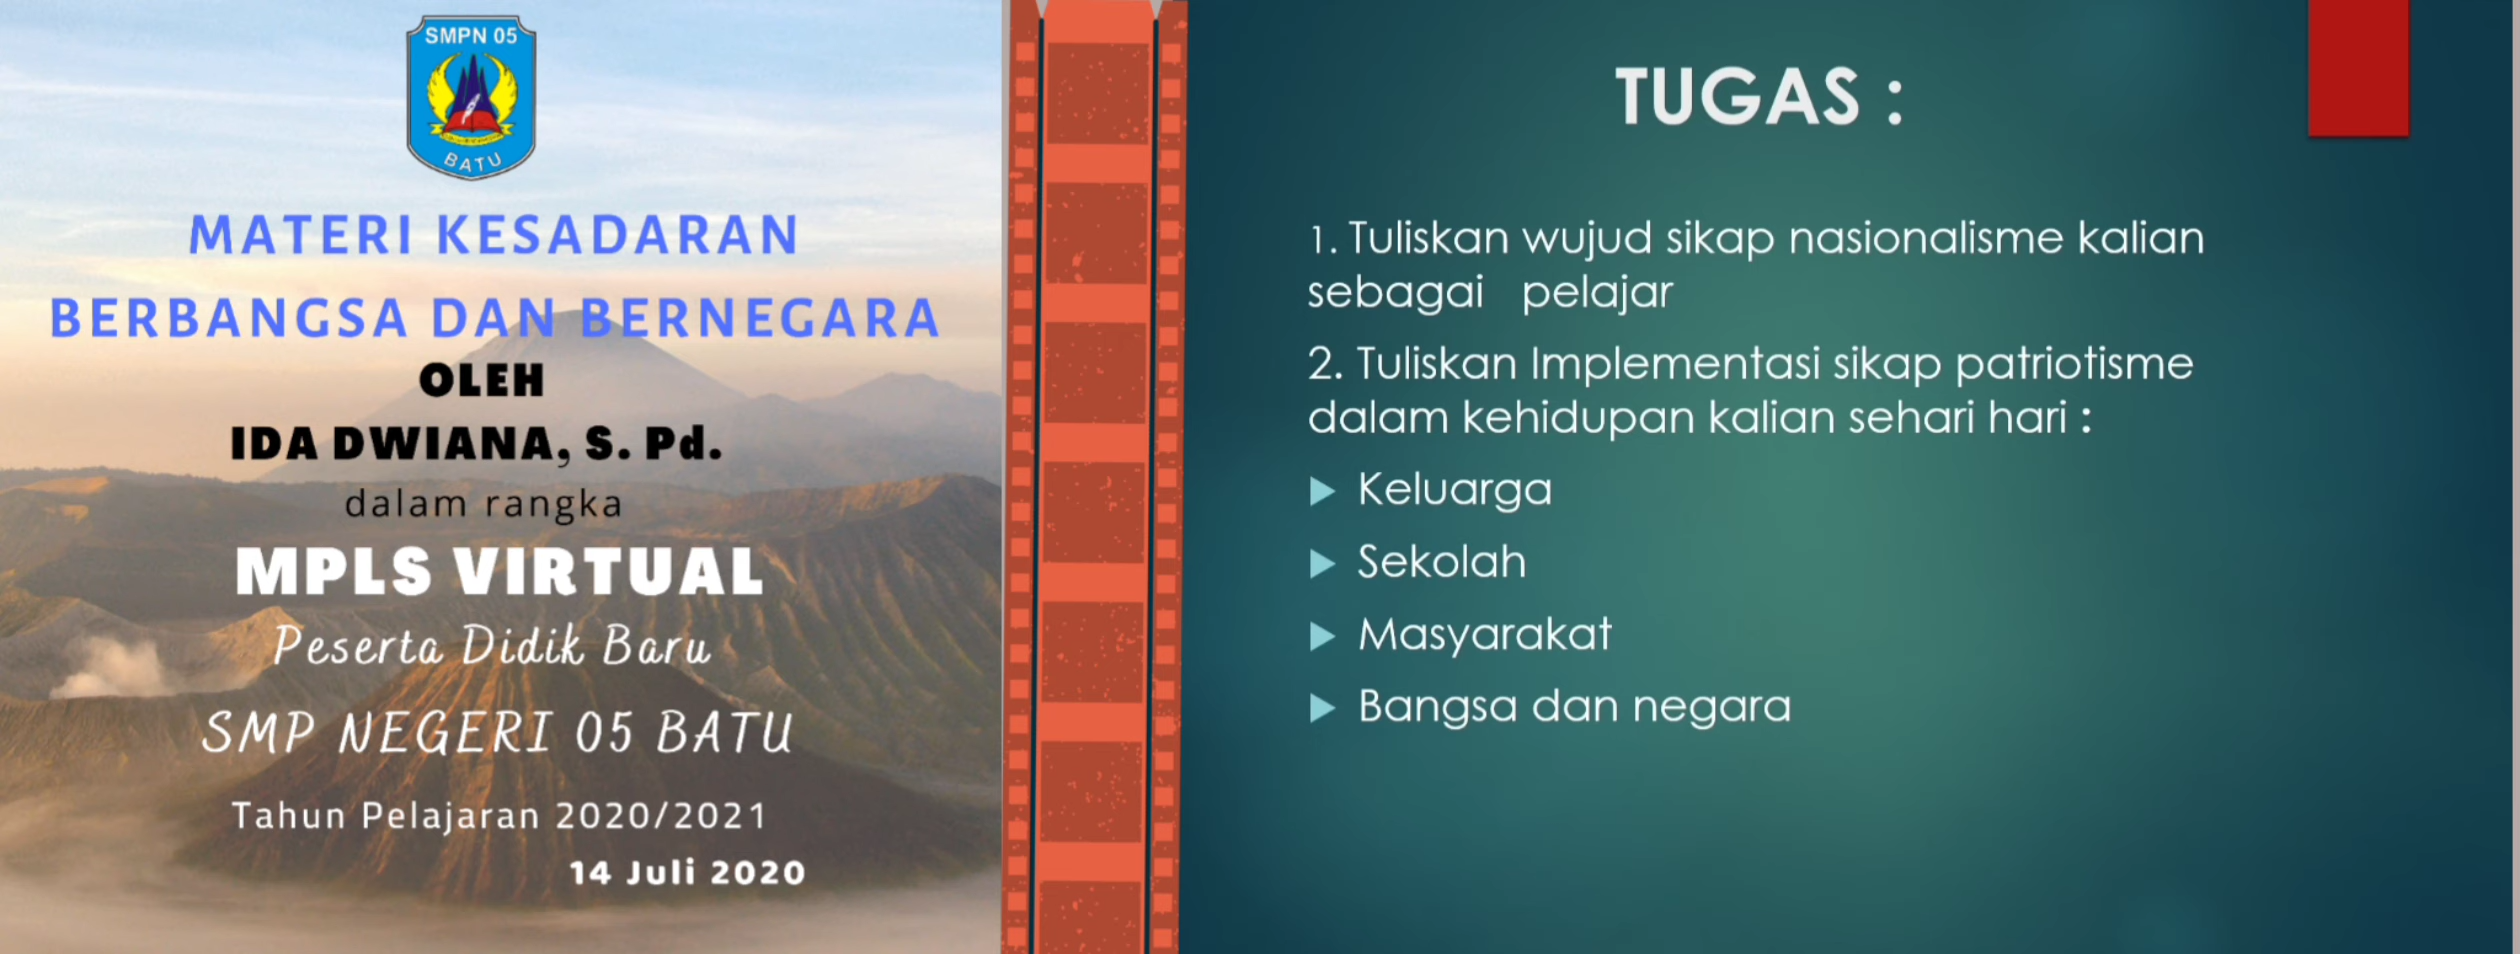 SMPN 05
BATU
MATERI KESADARAN
BERBANGSA DAN BERNEGARA
OLEH
IDA DWIANA, S. Pd.
dalam rangka
MPLS VIRTUAL
Peserta Didik Baru
SMP NEGERI 05 BATU
Tahun Pelajaran 2020/2021
14 Juli 2020
TUGAS :
1. Tuliskan wujud sikap nasionalisme kalian
sebagai pelajar
2. Tuliskan Implementasi sikap patriotisme
dalam kehidupan kalian sehari hari :
Keluarga
Sekolah
Masyarakat
Bangsa dan negara